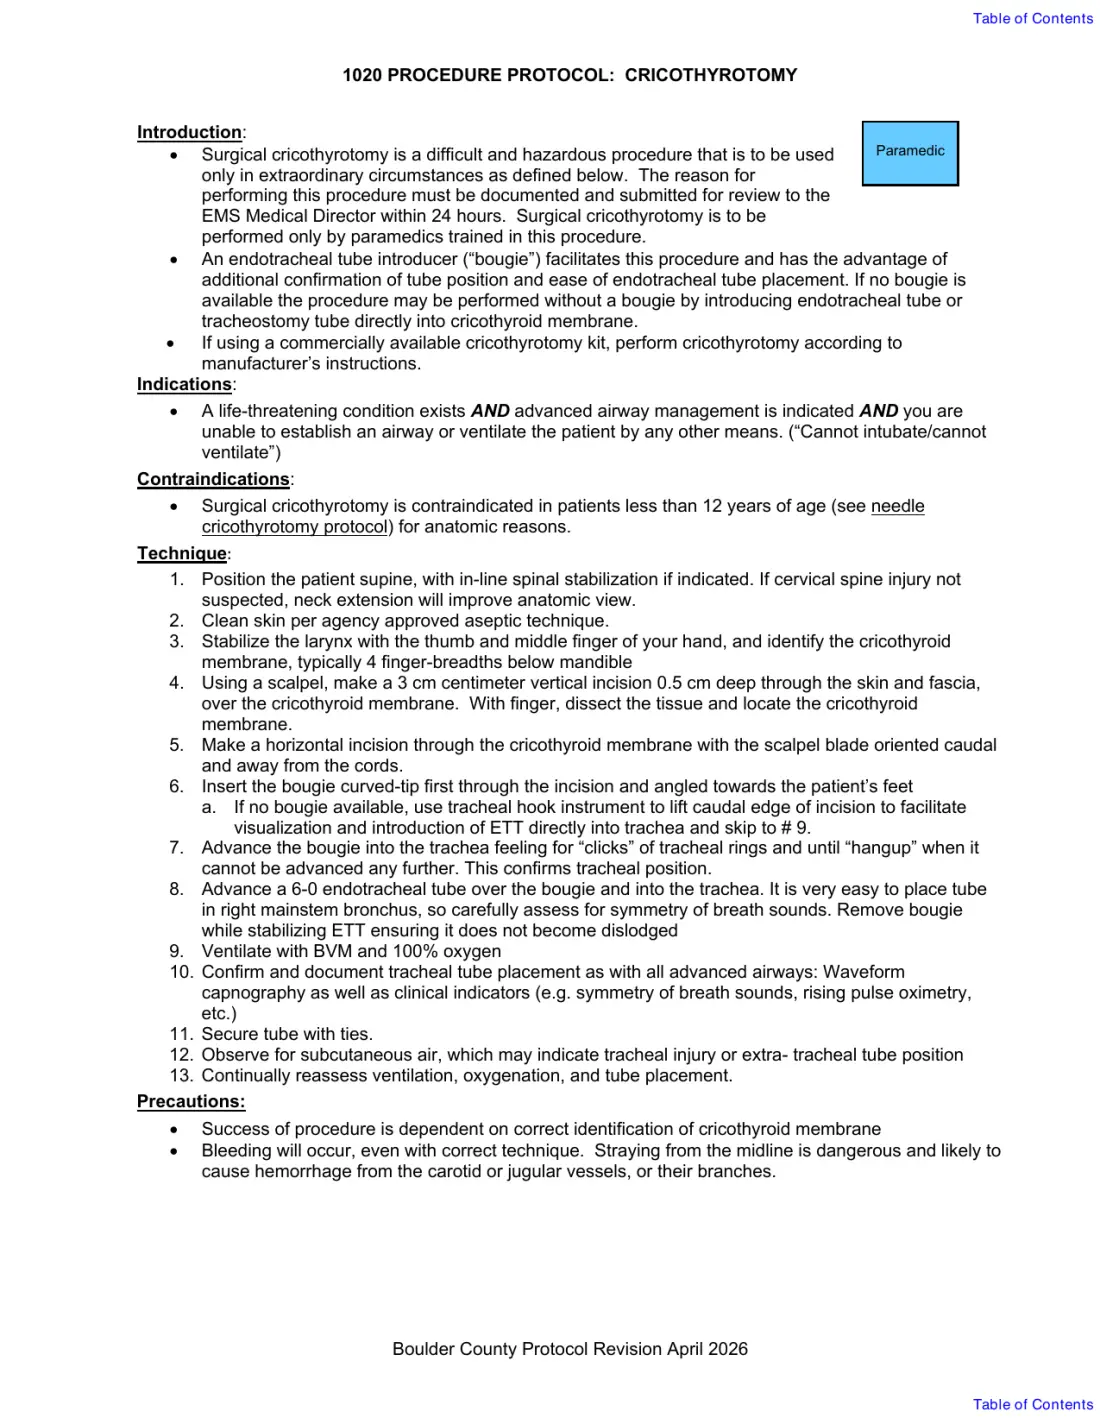 Table of Contents
1020 PROCEDURE PROTOCOL:  CRICOTHYROTOMY
Introduction:
• Surgical cricothyrotomy is a difficult and hazardous procedure that is to be used
only in extraordinary circumstances as defined below.  The reason for
performing this procedure must be documented and submitted for review to the
EMS Medical Director within 24 hours.  Surgical cricothyrotomy is to be
performed only by paramedics trained in this procedure.
Paramedic
• An endotracheal tube introducer (“bougie”) facilitates this procedure and has the advantage of
additional confirmation of tube position and ease of endotracheal tube placement. If no bougie is
available the procedure may be performed without a bougie by introducing endotracheal tube or
tracheostomy tube directly into cricothyroid membrane.
• If using a commercially available cricothyrotomy kit, perform cricothyrotomy according to
manufacturer’s instructions.
Indications:
• A life-threatening condition exists AND advanced airway management is indicated AND you are
unable to establish an airway or ventilate the patient by any other means. (“Cannot intubate/cannot
ventilate”)
Contraindications:
• Surgical cricothyrotomy is contraindicated in patients less than 12 years of age (see needle
cricothyrotomy protocol) for anatomic reasons.
Technique:
1. Position the patient supine, with in-line spinal stabilization if indicated. If cervical spine injury not
suspected, neck extension will improve anatomic view.
2. Clean skin per agency approved aseptic technique.
3. Stabilize the larynx with the thumb and middle finger of your hand, and identify the cricothyroid
membrane, typically 4 finger-breadths below mandible
4. Using a scalpel, make a 3 cm centimeter vertical incision 0.5 cm deep through the skin and fascia,
over the cricothyroid membrane.  With finger, dissect the tissue and locate the cricothyroid
membrane.
5. Make a horizontal incision through the cricothyroid membrane with the scalpel blade oriented caudal
and away from the cords.
6. Insert the bougie curved-tip first through the incision and angled towards the patient’s feet
a. If no bougie available, use tracheal hook instrument to lift caudal edge of incision to facilitate
visualization and introduction of ETT directly into trachea and skip to # 9.
7. Advance the bougie into the trachea feeling for “clicks” of tracheal rings and until “hangup” when it
cannot be advanced any further. This confirms tracheal position.
8. Advance a 6-0 endotracheal tube over the bougie and into the trachea. It is very easy to place tube
in right mainstem bronchus, so carefully assess for symmetry of breath sounds. Remove bougie
while stabilizing ETT ensuring it does not become dislodged
9. Ventilate with BVM and 100% oxygen
10. Confirm and document tracheal tube placement as with all advanced airways: Waveform
capnography as well as clinical indicators (e.g. symmetry of breath sounds, rising pulse oximetry,
etc.)
11. Secure tube with ties.
12. Observe for subcutaneous air, which may indicate tracheal injury or extra- tracheal tube position
13. Continually reassess ventilation, oxygenation, and tube placement.
Precautions:
• Success of procedure is dependent on correct identification of cricothyroid membrane
• Bleeding will occur, even with correct technique.  Straying from the midline is dangerous and likely to
cause hemorrhage from the carotid or jugular vessels, or their branches.
Boulder County Protocol Revision April 2026
Table of Contents